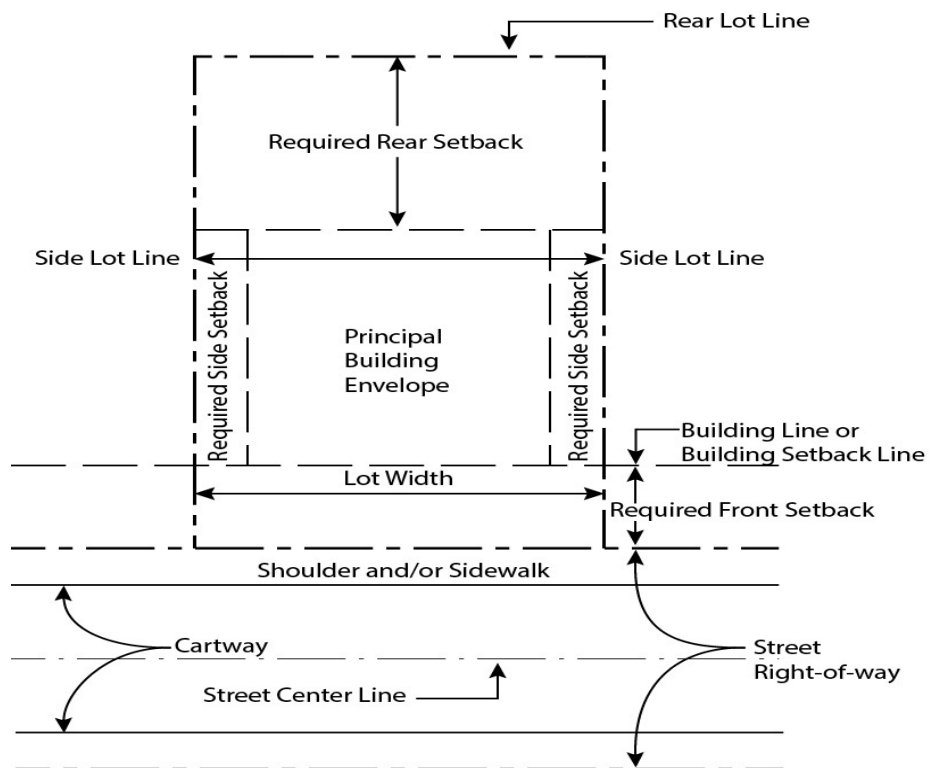 Rear Lot Line
Required Rear Setback
Side Lot Line
Side Lot Line
Required Side Setback
Required Side Setback
Principal
Building
Envelope
Building Line or
Building Setback Line
Lot Width
Required Front Setback
Shoulder and/or Sidewalk
Cartway
Street
Right-of-way
Street Center Line